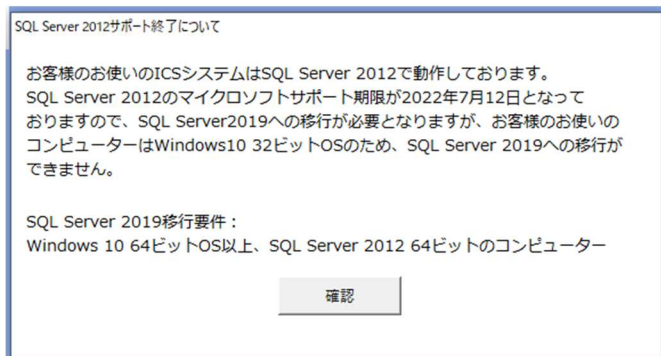 SQL Server 2012サポート終了について
お客様のお使いのICSシステムはSQL Server 2012で動作しております。
SQL Server 2012のマイクロソフトサポート期限が2022年7月12日となって
おりますので、SQL Server2019への移行が必要となりますが、お客様のお使いの
コンピューターはWindows10 32ビットOSのため、SQL Server 2019への移行が
できません。
SQL Server 2019移行要件：
Windows 10 64ビットOS以上、SQL Server 2012 64ビットのコンピューター
確認